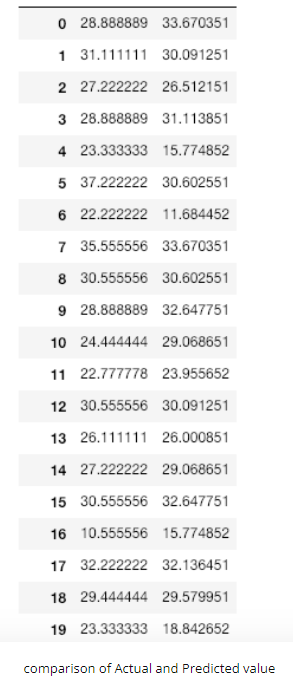 0 28.888889 33.670351
1 31.111111 30.091251
2 27.222222 26.512151
3 28.888889 31.113851
4 23.333333 15.774852
5 37.222222 30.602551
6 22.222222 11.684452
7 35.555556 33.670351
8 30.555556 30.602551
9 28.888889 32.647751
10 24.444444 29.068651
11 22.777778 23.955652
12 30.555556 30.091251
13 26.111111 26.000851
14 27.222222 29.068651
15 30.555556 32.647751
16 10.555556 15.774852
17 32.222222 32.136451
18 29.444444 29.579951
19 23.333333 18.842652
comparison of Actual and Predicted value